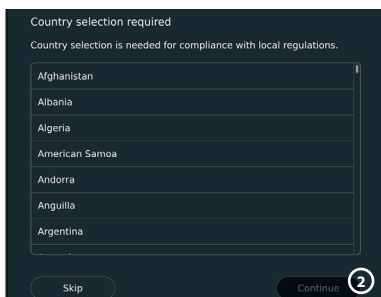 Country selection required
Country selection is needed for compliance with local regulations.
Afghanistan
Albania
Algeria
American Samoa
Andorra
Anguilla
Argentina
Skip
Continue
2